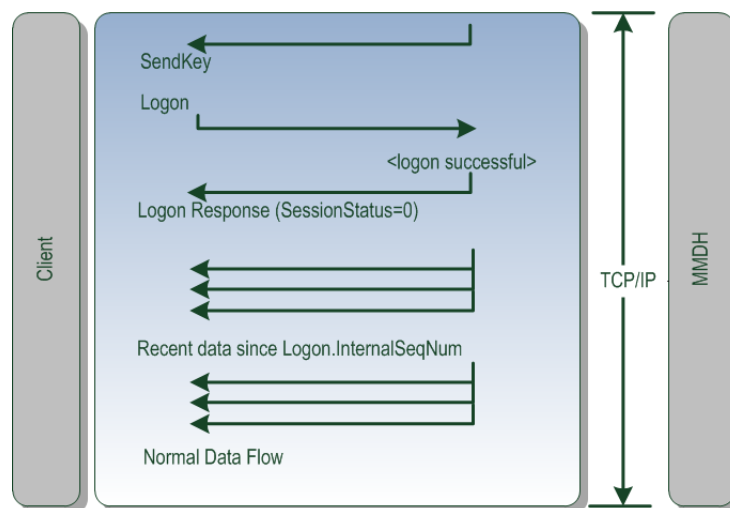 SendKey
Logon
<logon successful>
Logon Response (SessionStatus=0)
Client
TCP/IP
MMDH
Recent data since Logon.InternalSeqNum
Normal Data Flow